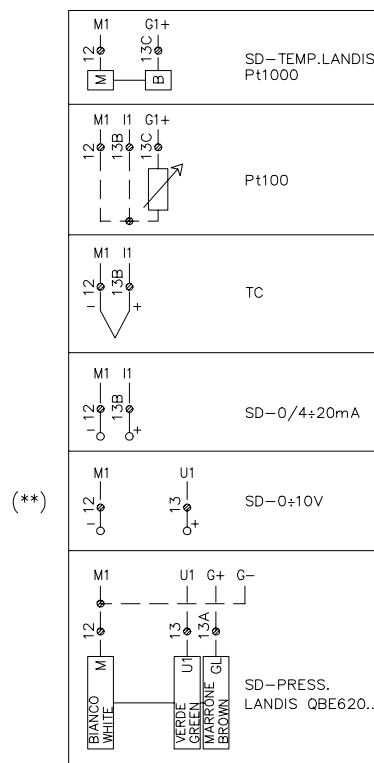 M1 G1+
12 13C
M B
SD-TEMP.LANDIS
Pt1000
M1 I1 G1+
12 13B 13C
Pt100
M1 I1
12 13B
- +
TC
M1 I1
12 13B
- +
SD-0/4÷20mA
(**)
M1 U1
12 13
- +
SD-0÷10V
M1 U1 G+ G-
12 13 13A
M U1 GL
BIANCO
WHITE
VERDE
GREEN
MARRONE
BROWN
SD-PRESS.
LANDIS QBE620..